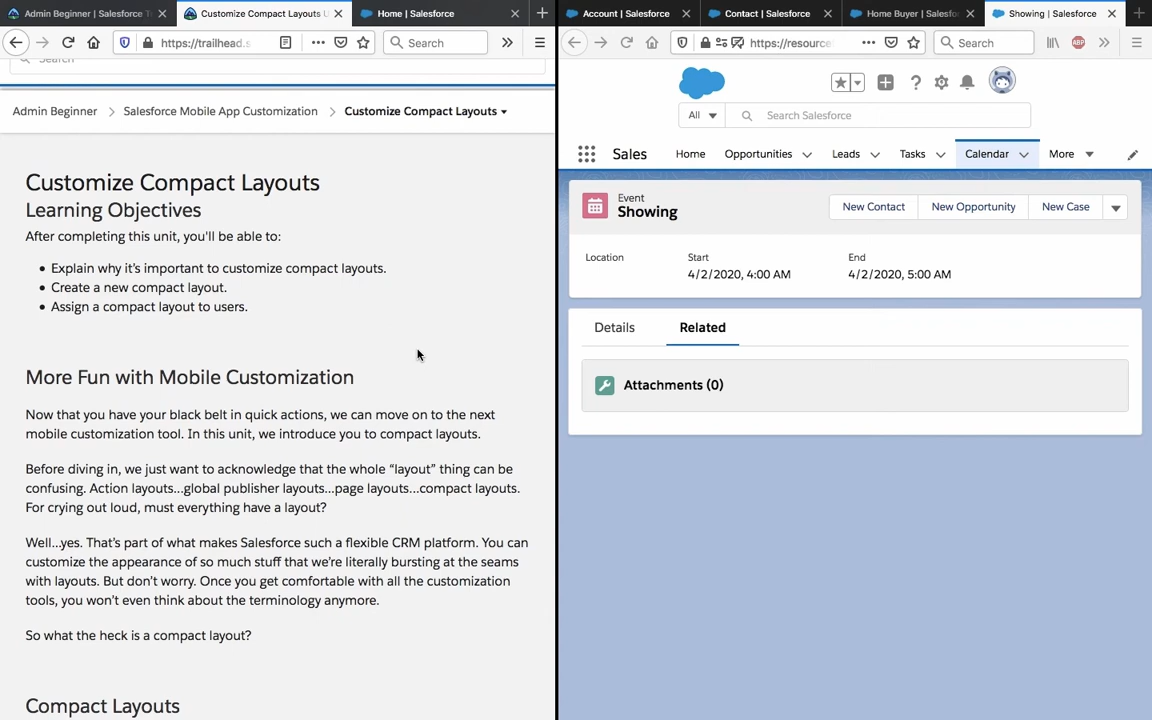 Admin Beginner | Salesforce T
Customize Compact Layouts U
Home | Salesforce
https://trailhead.s
Search
Search
Admin Beginner
Salesforce Mobile App Customization
Customize Compact Layouts
Customize Compact Layouts
Learning Objectives
After completing this unit, you'll be able to:
• Explain why it's important to customize compact layouts.
• Create a new compact layout.
• Assign a compact layout to users.
More Fun with Mobile Customization
Now that you have your black belt in quick actions, we can move on to the next
mobile customization tool. In this unit, we introduce you to compact layouts.
Before diving in, we just want to acknowledge that the whole “layout” thing can be
confusing. Action layouts...global publisher layouts...page layouts...compact layouts.
For crying out loud, must everything have a layout?
Well...yes. That’s part of what makes Salesforce such a flexible CRM platform. You can
customize the appearance of so much stuff that we’re literally bursting at the seams
with layouts. But don’t worry. Once you get comfortable with all the customization
tools, you won’t even think about the terminology anymore.
So what the heck is a compact layout?
Compact Layouts
Account | Salesforce
Contact | Salesforce
Home Buyer | Salesfo
Showing | Salesforce
https://resource
Search
ABP
All
Search Salesforce
Sales
Home
Opportunities
Leads
Tasks
Calendar
More
Event
Showing
New Contact
New Opportunity
New Case
Location
Start
End
4/2/2020, 4:00 AM
4/2/2020, 5:00 AM
Details
Related
Attachments (0)